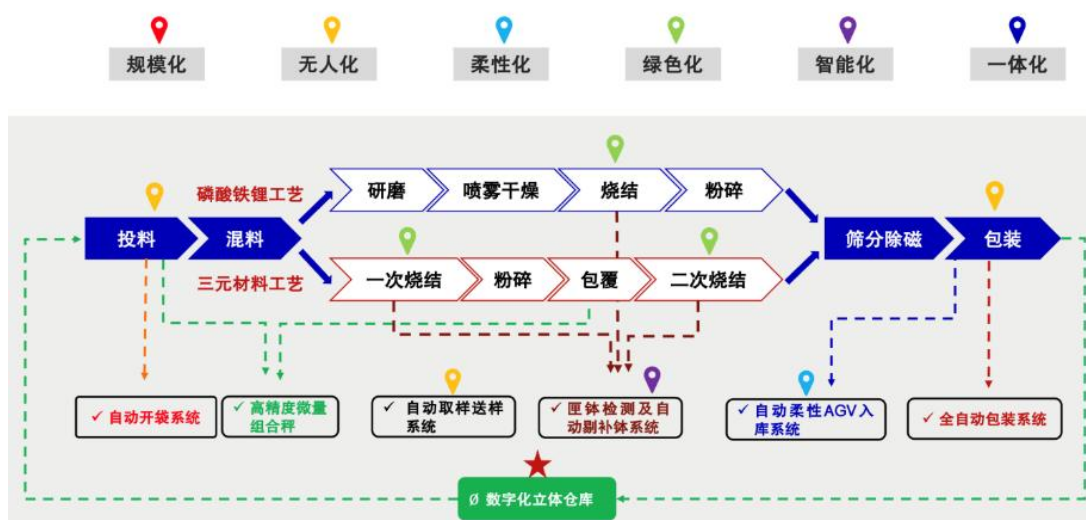 规模化
无人化
柔性化
绿色化
智能化
一体化
磷酸铁锂工艺
研磨
喷雾干燥
烧结
粉碎
投料
混料
筛分除磁
包装
三元材料工艺
一次烧结
粉碎
包覆
二次烧结
✓ 自动开袋系统
✓ 高精度微量
组合秤
✓ 自动取样送样
系统
✓ 匣钵检测及自
动剔补钵系统
✓ 自动柔性AGV入
库系统
✓ 全自动包装系统
Ø 数字化立体仓库